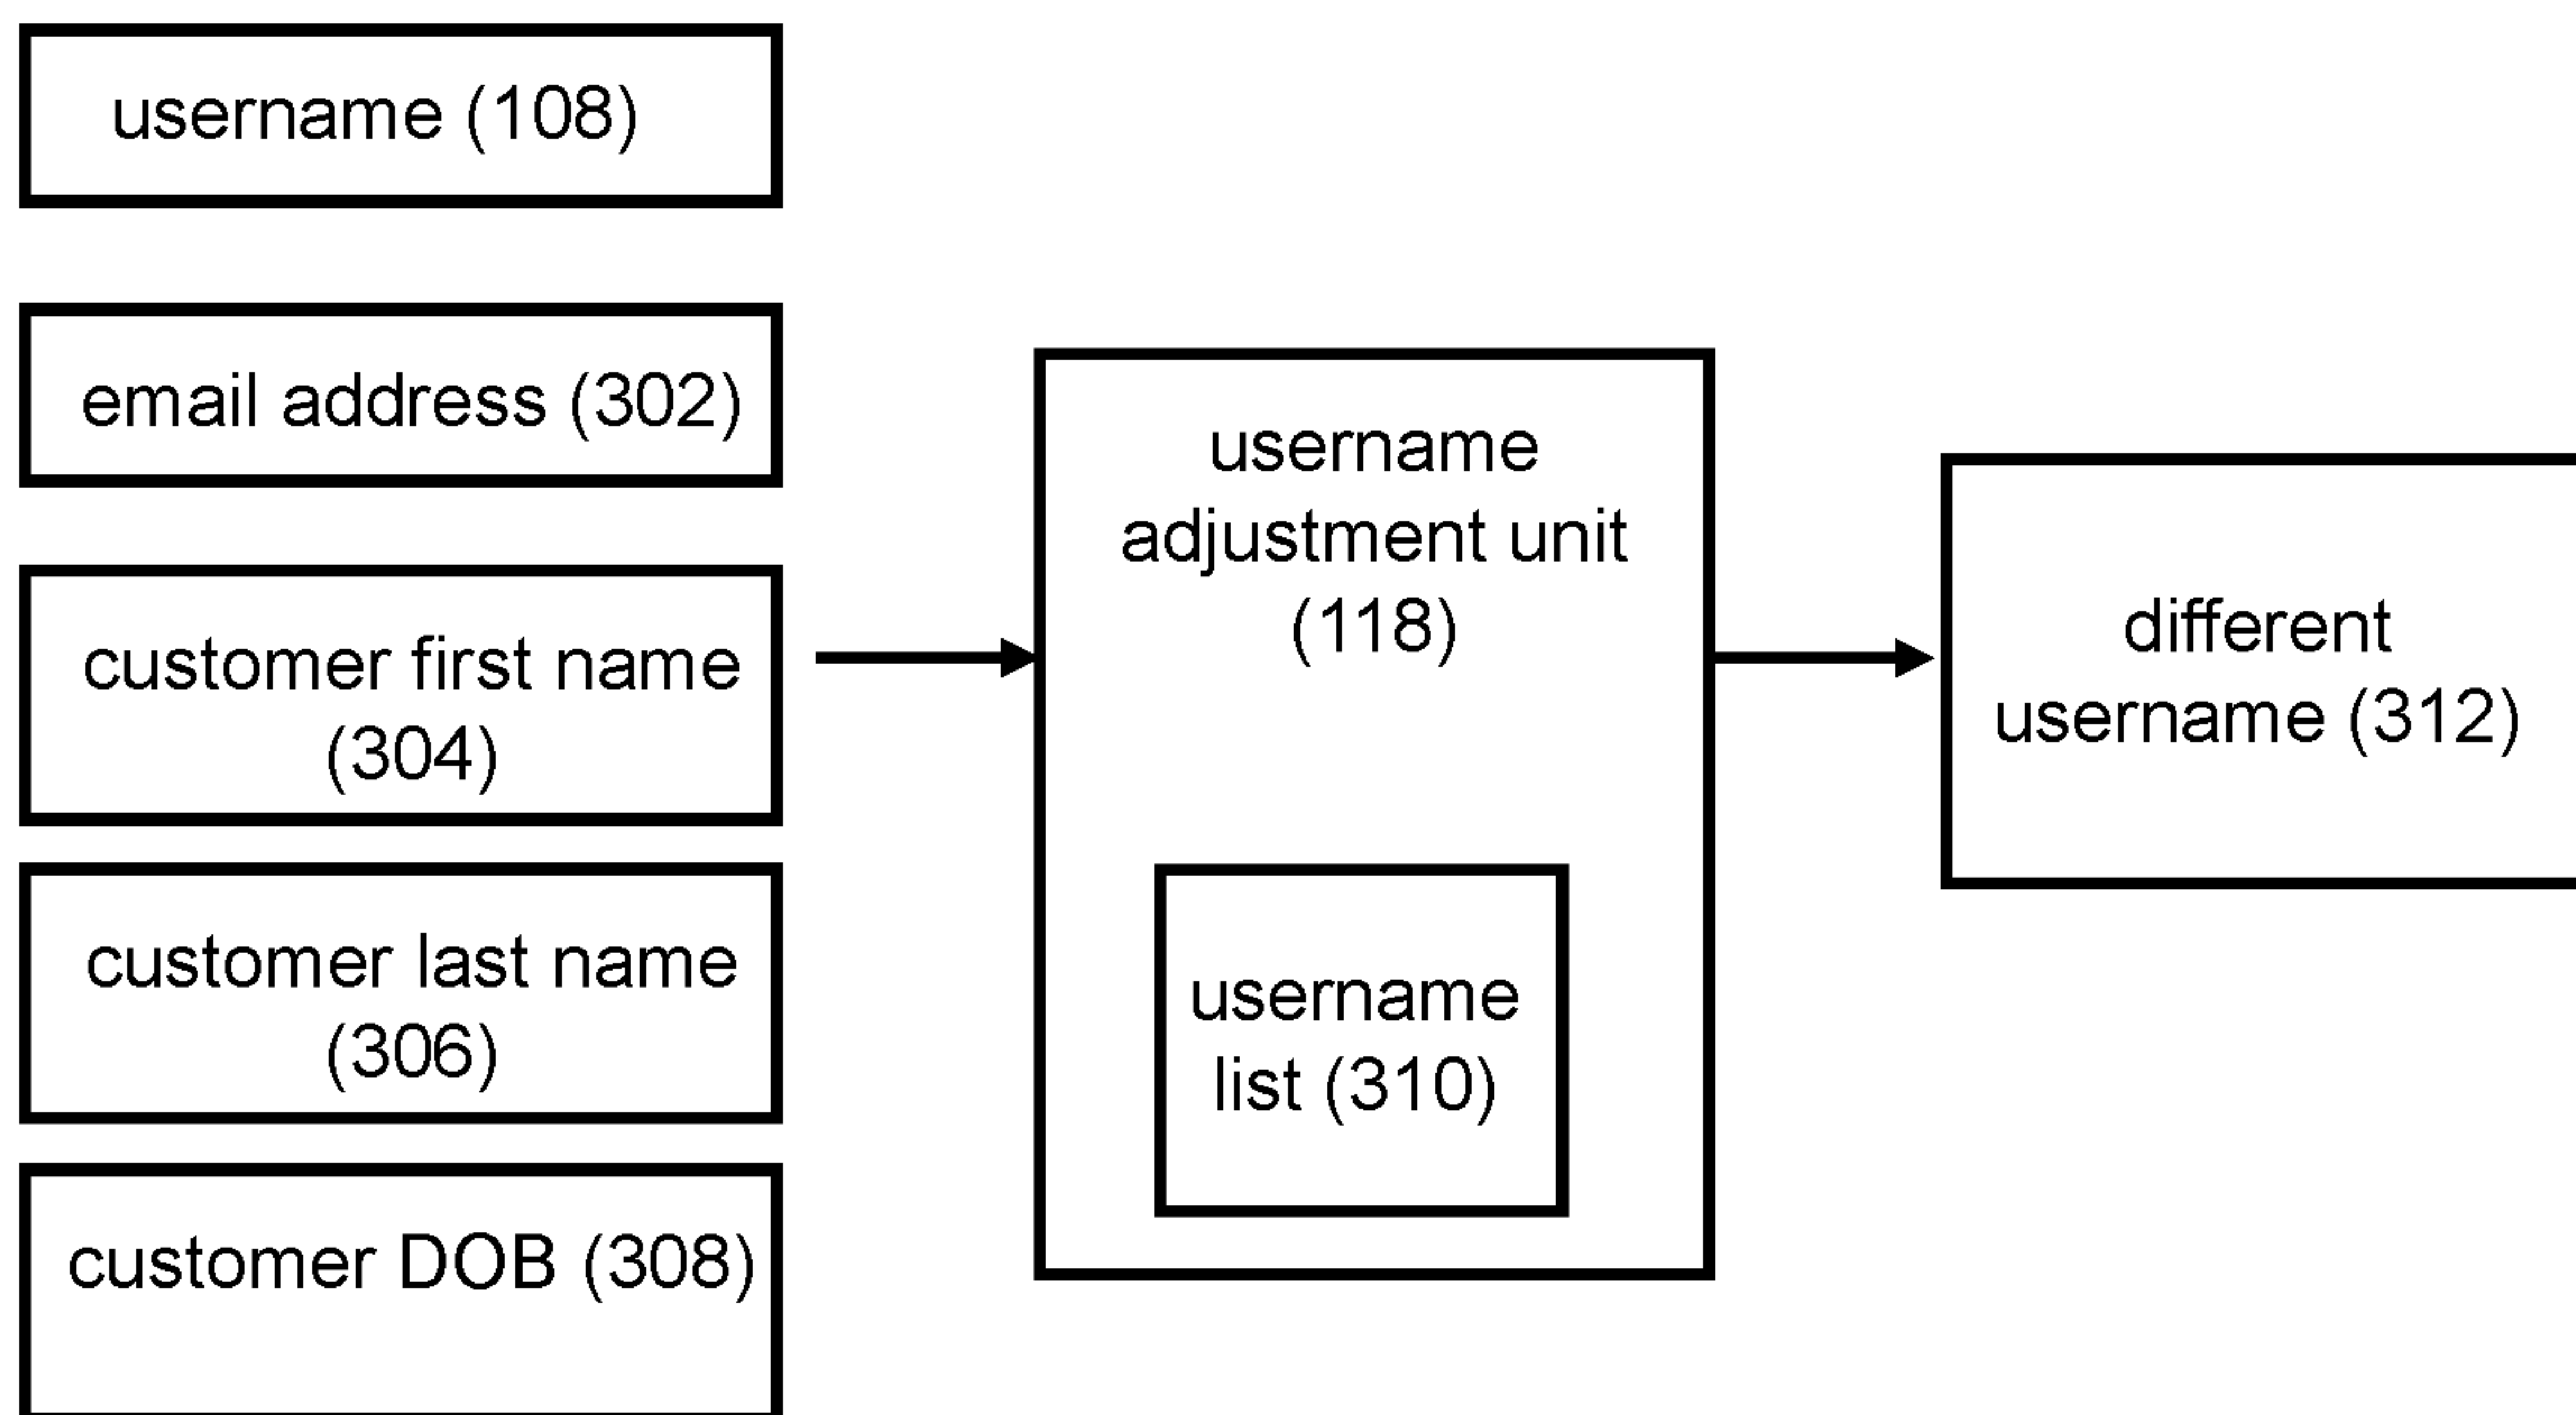 username (108)
email address (302)
customer first name
(304)
customer last name
(306)
customer DOB (308)
username
adjustment unit
(118)
username
list (310)
different
username (312)